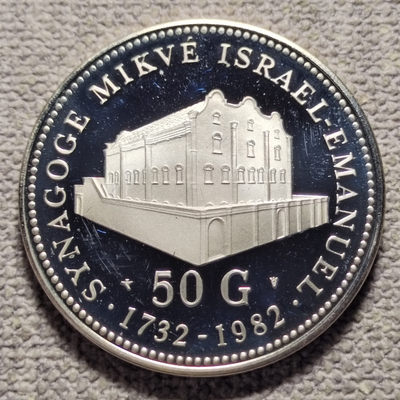 SYNAGOGE MIKVÉ ISRAEL-EMANUEL
50 G
· 1732-1982 ·